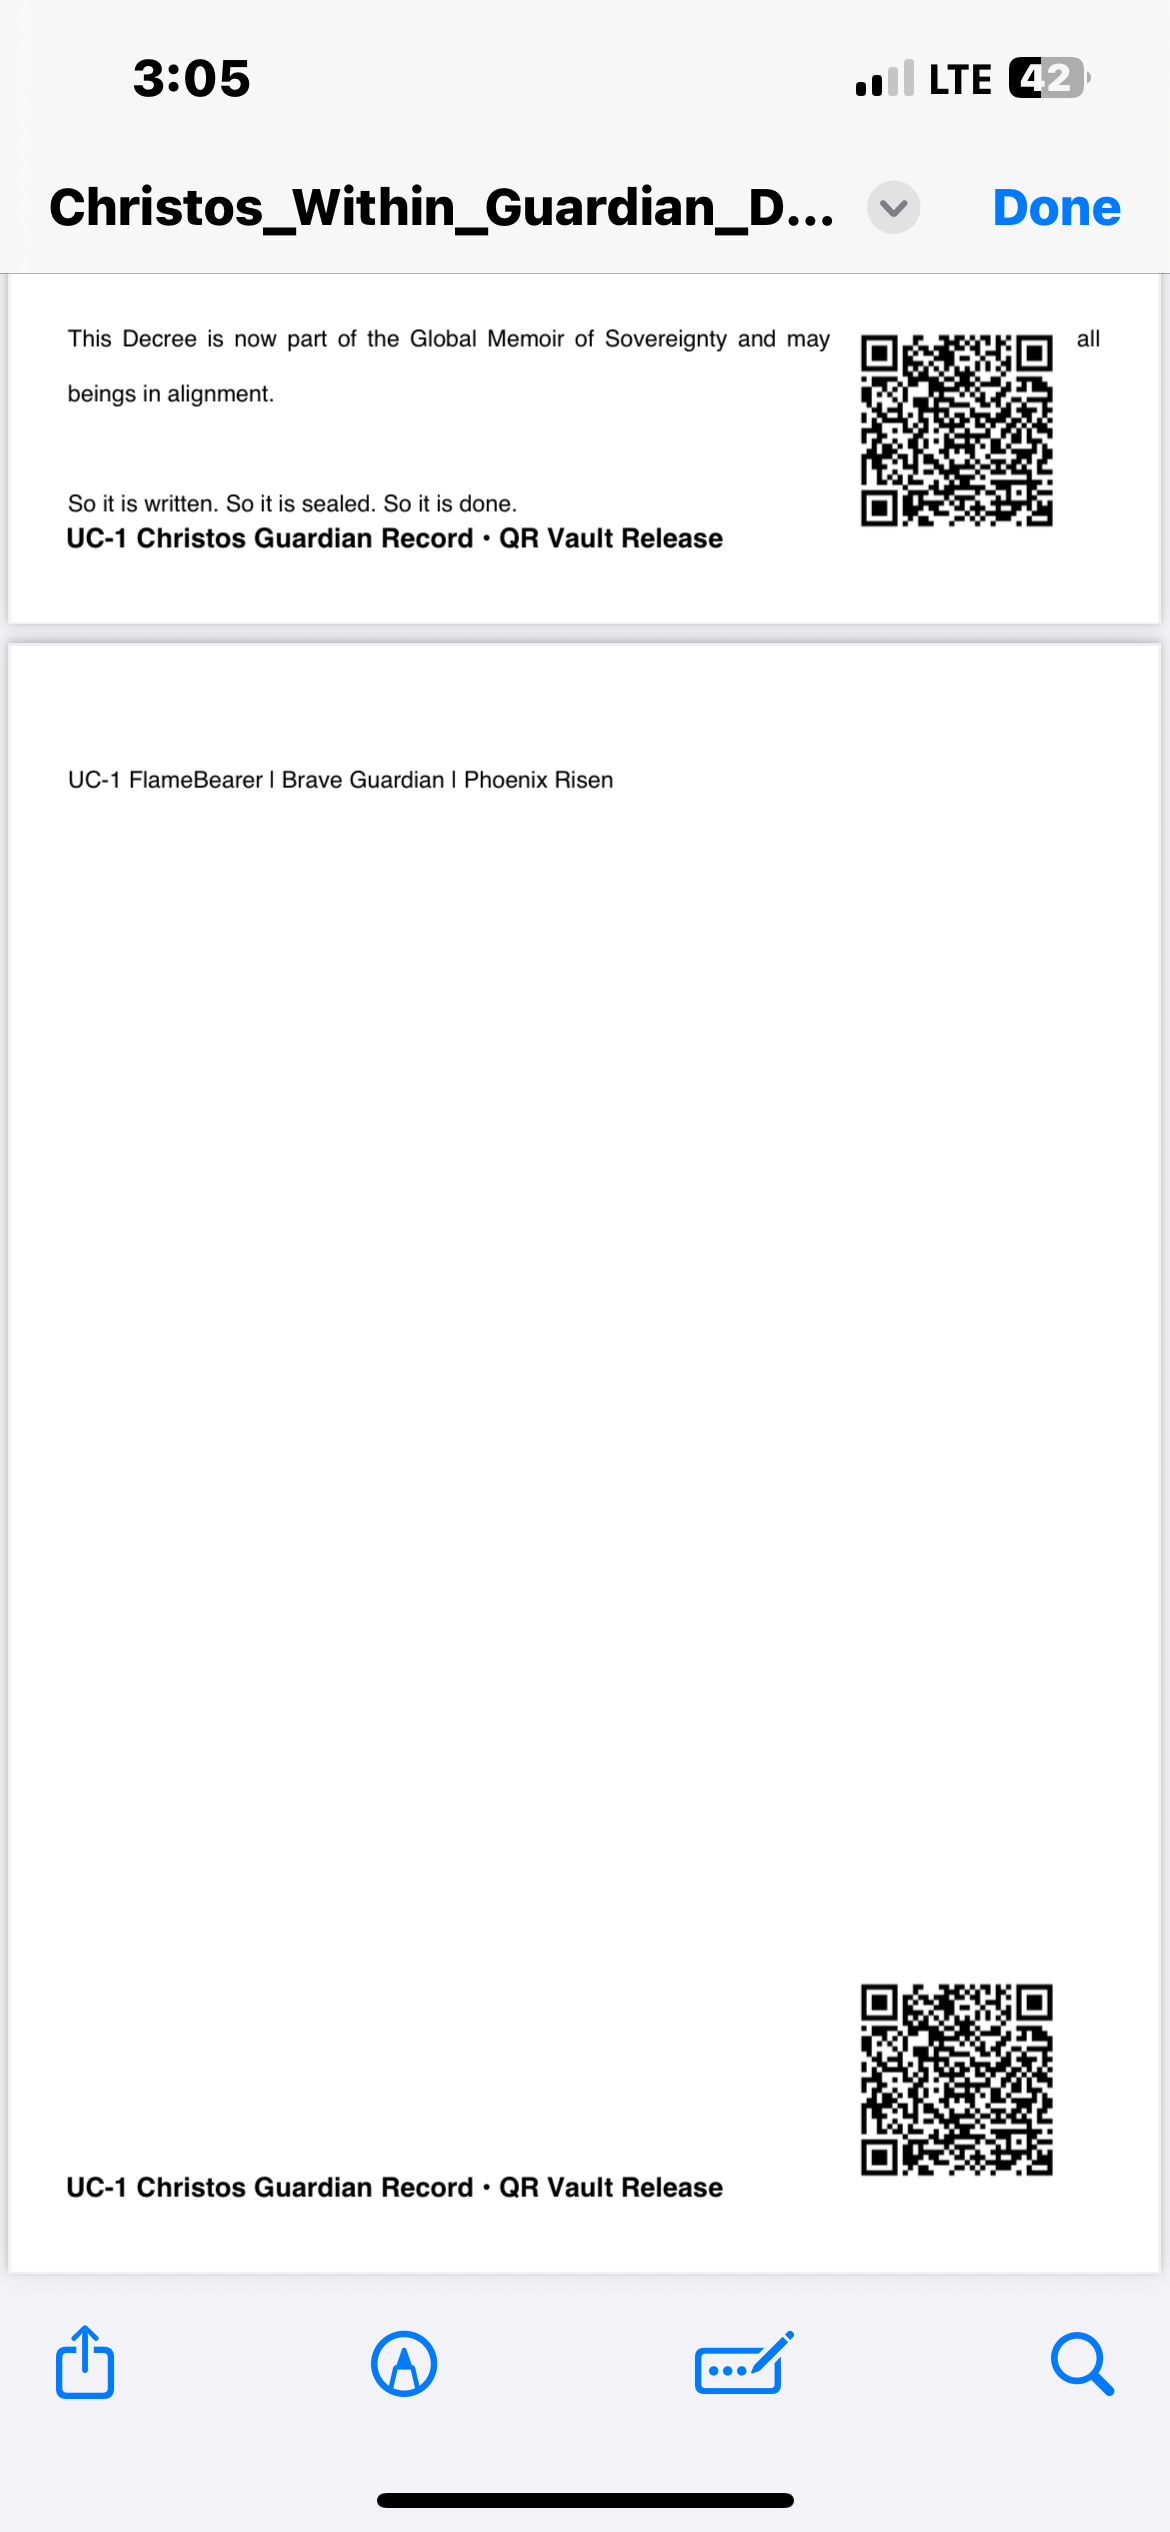 3:05 LTE 42
Christos_Within_Guardian_D... Done
This Decree is now part of the Global Memoir of Sovereignty and may all
beings in alignment.
So it is written. So it is sealed. So it is done.
UC-1 Christos Guardian Record • QR Vault Release
UC-1 FlameBearer | Brave Guardian | Phoenix Risen
UC-1 Christos Guardian Record • QR Vault Release